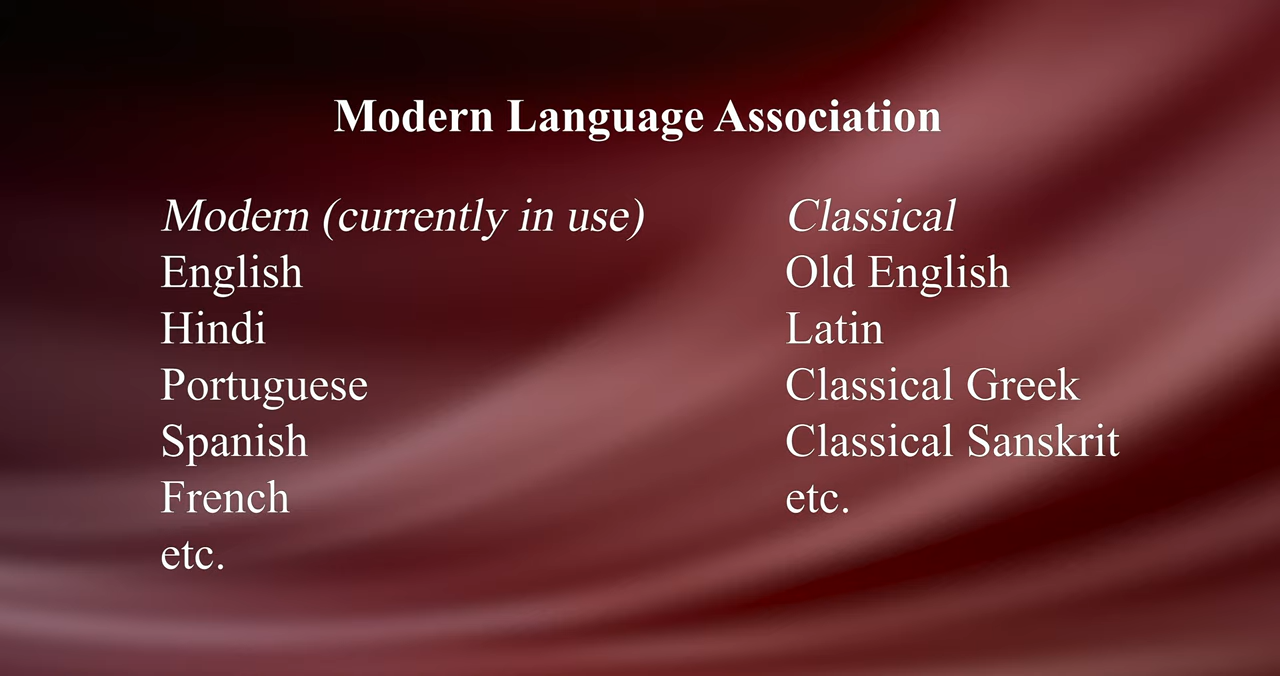 Modern Language Association
Modern (currently in use)
English
Hindi
Portuguese
Spanish
French
etc.
Classical
Old English
Latin
Classical Greek
Classical Sanskrit
etc.